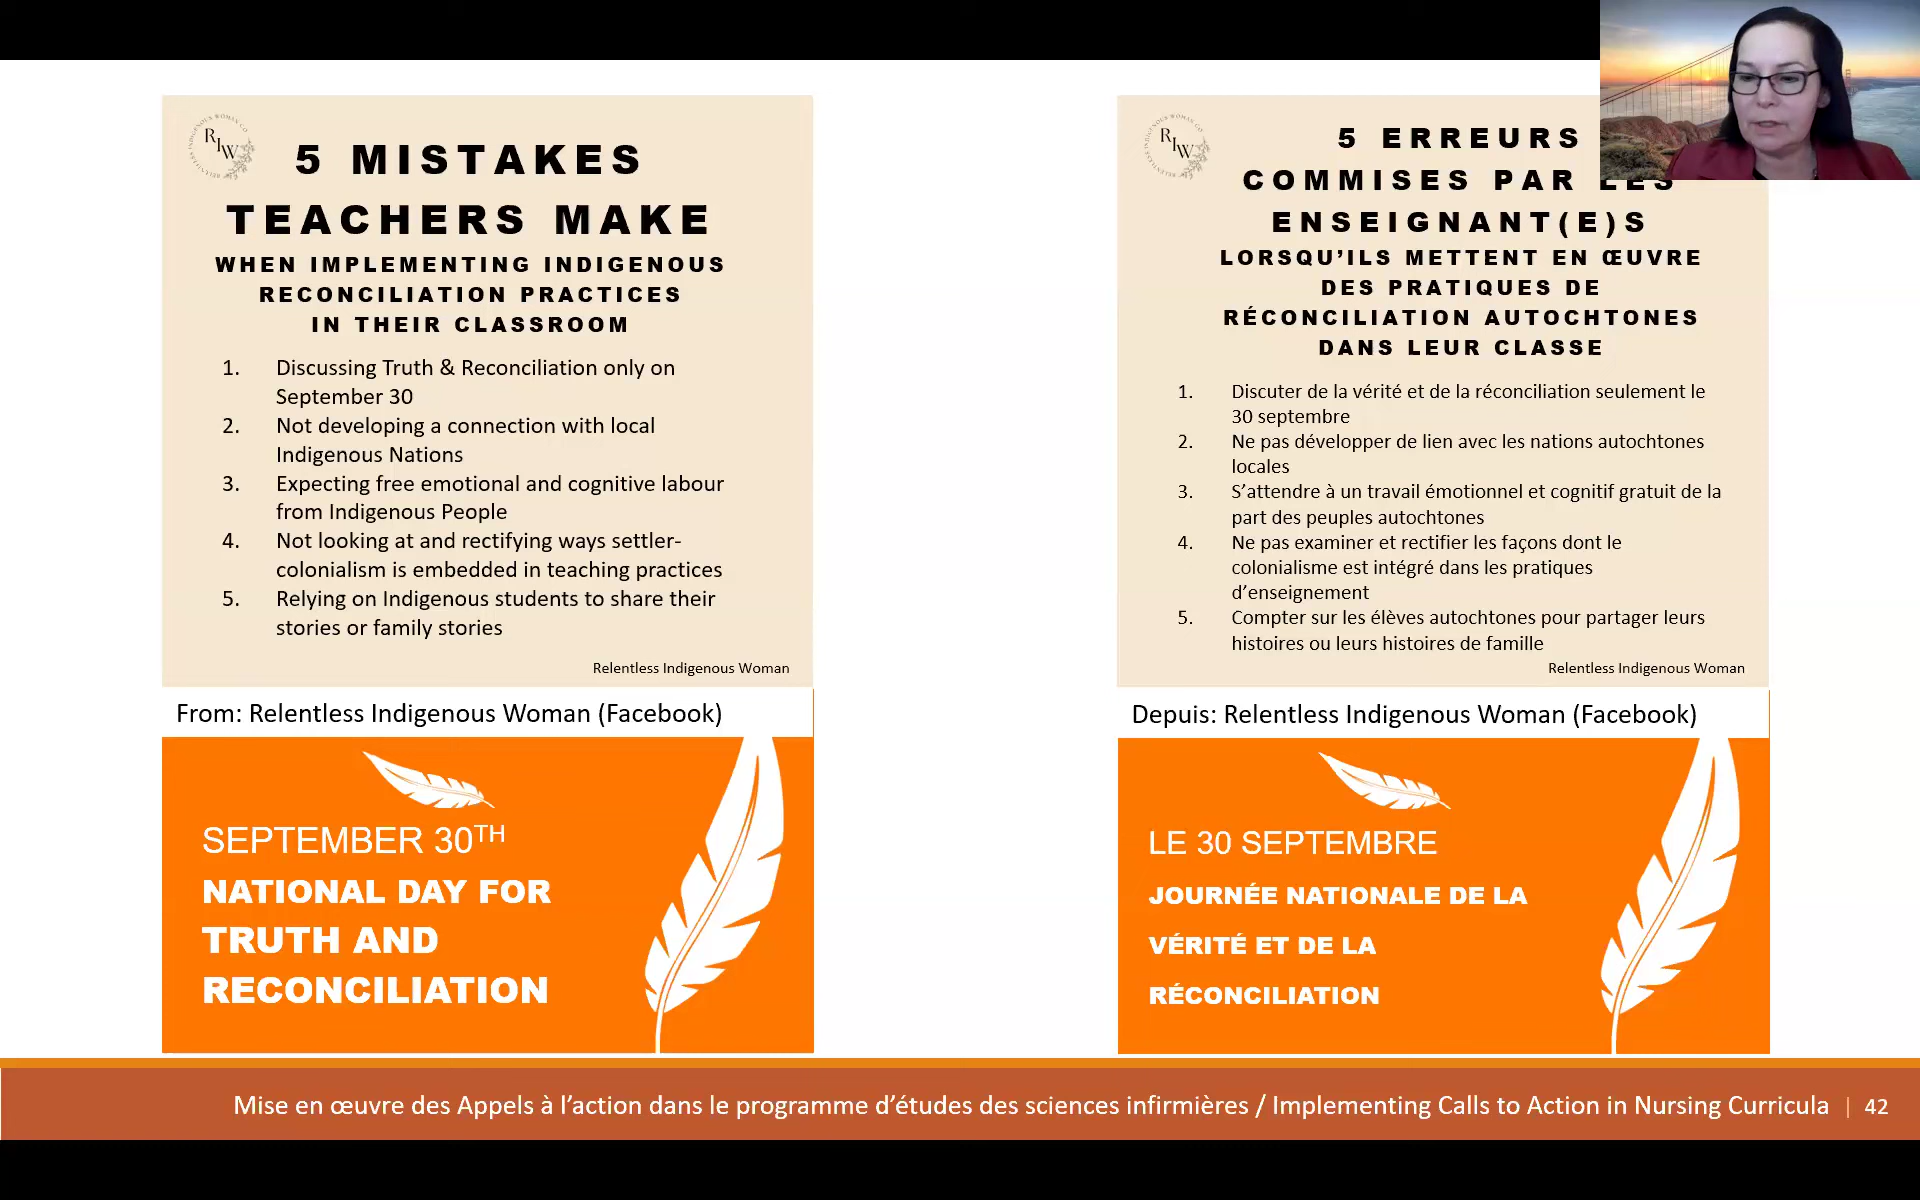 RIW
RELENTLESS INDIGENOUS WOMAN CO
5 MISTAKES
TEACHERS MAKE
WHEN IMPLEMENTING INDIGENOUS
RECONCILIATION PRACTICES
IN THEIR CLASSROOM
1. Discussing Truth & Reconciliation only on
September 30
2. Not developing a connection with local
Indigenous Nations
3. Expecting free emotional and cognitive labour
from Indigenous People
4. Not looking at and rectifying ways settler-
colonialism is embedded in teaching practices
5. Relying on Indigenous students to share their
stories or family stories
Relentless Indigenous Woman
From: Relentless Indigenous Woman (Facebook)
SEPTEMBER 30TH
NATIONAL DAY FOR
TRUTH AND
RECONCILIATION
RIW
RELENTLESS INDIGENOUS WOMAN CO
5 ERREURS
COMMISES PAR LES
ENSEIGNANT(E)S
LORSQU'ILS METTENT EN ŒUVRE
DES PRATIQUES DE
RÉCONCILIATION AUTOCHTONES
DANS LEUR CLASSE
1. Discuter de la vérité et de la réconciliation seulement le
30 septembre
2. Ne pas développer de lien avec les nations autochtones
locales
3. S'attendre à un travail émotionnel et cognitif gratuit de la
part des peuples autochtones
4. Ne pas examiner et rectifier les façons dont le
colonialisme est intégré dans les pratiques
d'enseignement
5. Compter sur les élèves autochtones pour partager leurs
histoires ou leurs histoires de famille
Relentless Indigenous Woman
Depuis: Relentless Indigenous Woman (Facebook)
LE 30 SEPTEMBRE
JOURNÉE NATIONALE DE LA
VÉRITÉ ET DE LA
RÉCONCILIATION
Mise en œuvre des Appels à l'action dans le programme d'études des sciences infirmières / Implementing Calls to Action in Nursing Curricula | 42